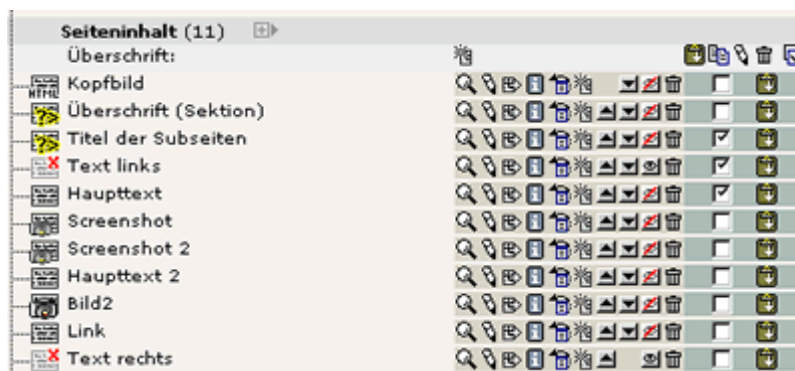 Seiteninhalt (11)
Überschrift:
HTML Kopfbild
Überschrift (Sektion)
Titel der Subseiten
Text links
Haupttext
Screenshot
Screenshot 2
Haupttext 2
Bild2
Link
Text rechts